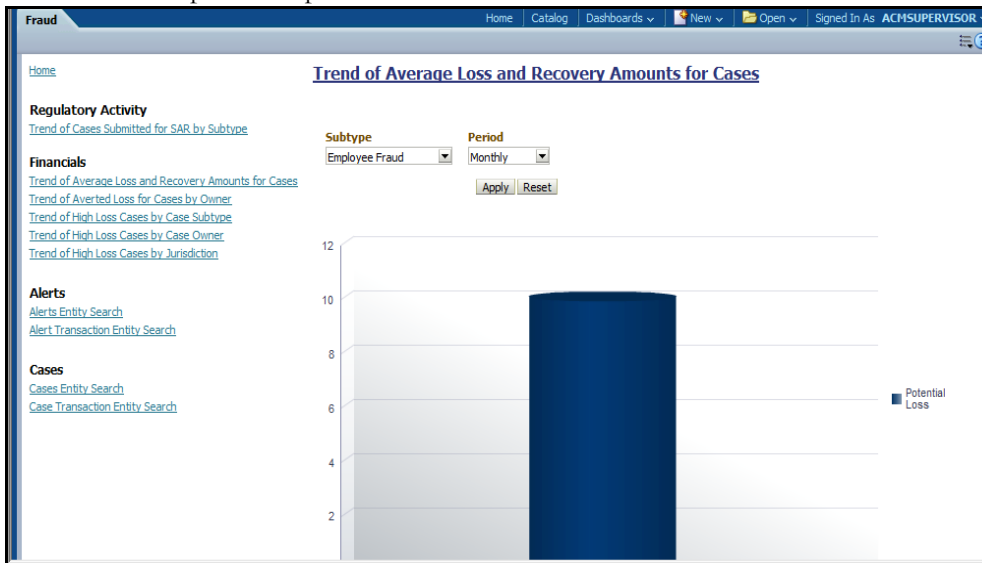 Fraud
Home Catalog Dashboards New Open Signed In As ACMSUPERVISOR
Home
Trend of Average Loss and Recovery Amounts for Cases
Regulatory Activity
Trend of Cases Submitted for SAR by Subtype
Subtype Period
Employee Fraud Monthly
Apply Reset
Financials
Trend of Average Loss and Recovery Amounts for Cases
Trend of Averted Loss for Cases by Owner
Trend of High Loss Cases by Case Subtype
Trend of High Loss Cases by Case Owner
Trend of High Loss Cases by Jurisdiction
Alerts
Alerts Entity Search
Alert Transaction Entity Search
Cases
Cases Entity Search
Case Transaction Entity Search
12
10
8
6
4
2
Potential
Loss